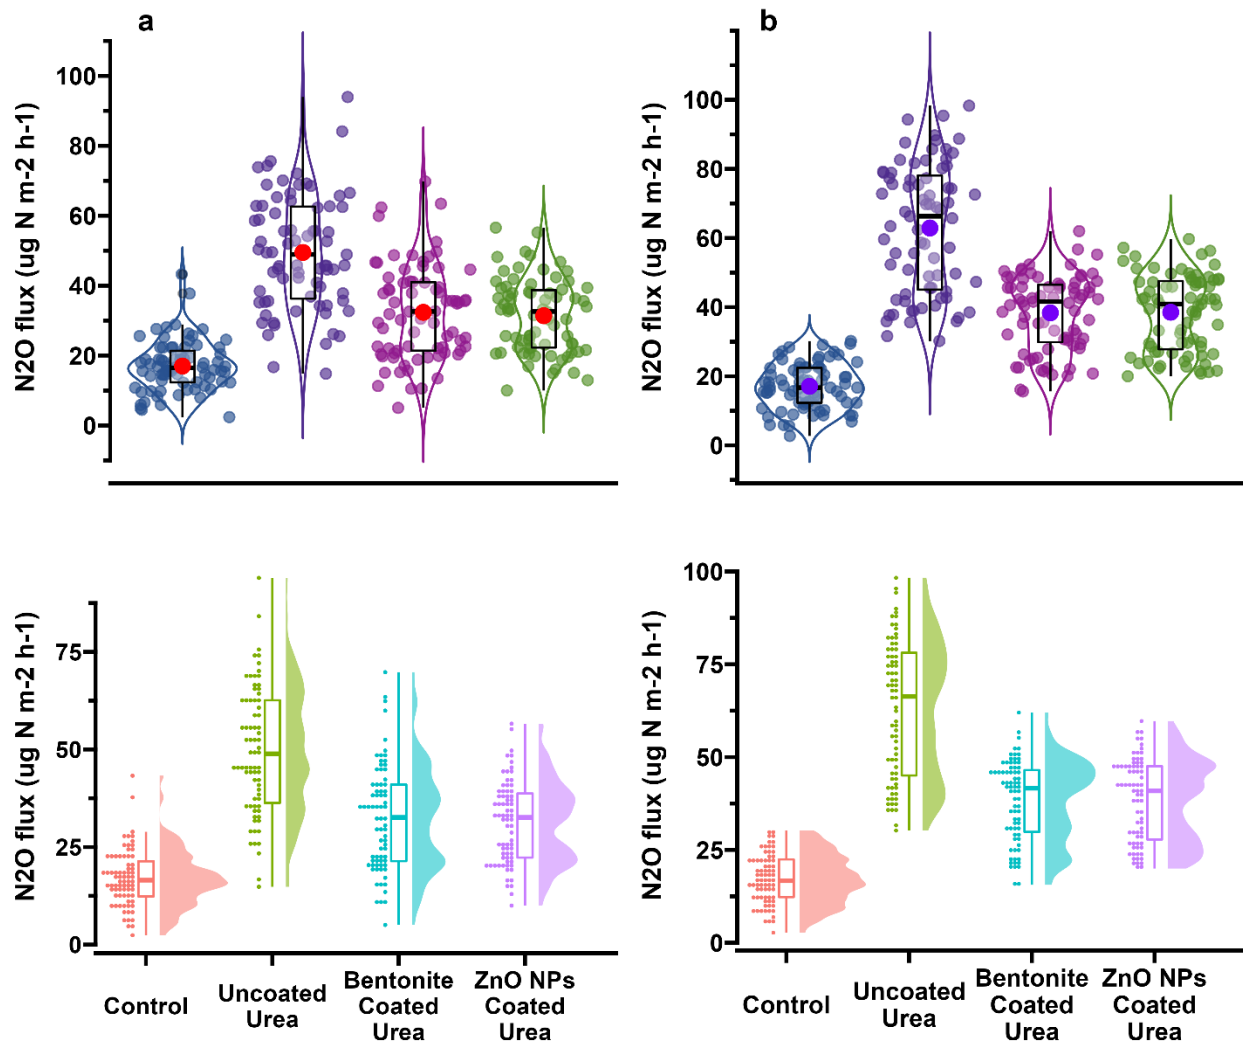 a
N2O flux (ug N m-2 h-1)
100
80
60
40
20
0
b
N2O flux (ug N m-2 h-1)
100
80
60
40
20
0
N2O flux (ug N m-2 h-1)
75
50
25
0
Control
Uncoated
Urea
Bentonite
Coated
Urea
ZnO NPs
Coated
Urea
N2O flux (ug N m-2 h-1)
100
75
50
25
0
Control
Uncoated
Urea
Bentonite
Coated
Urea
ZnO NPs
Coated
Urea